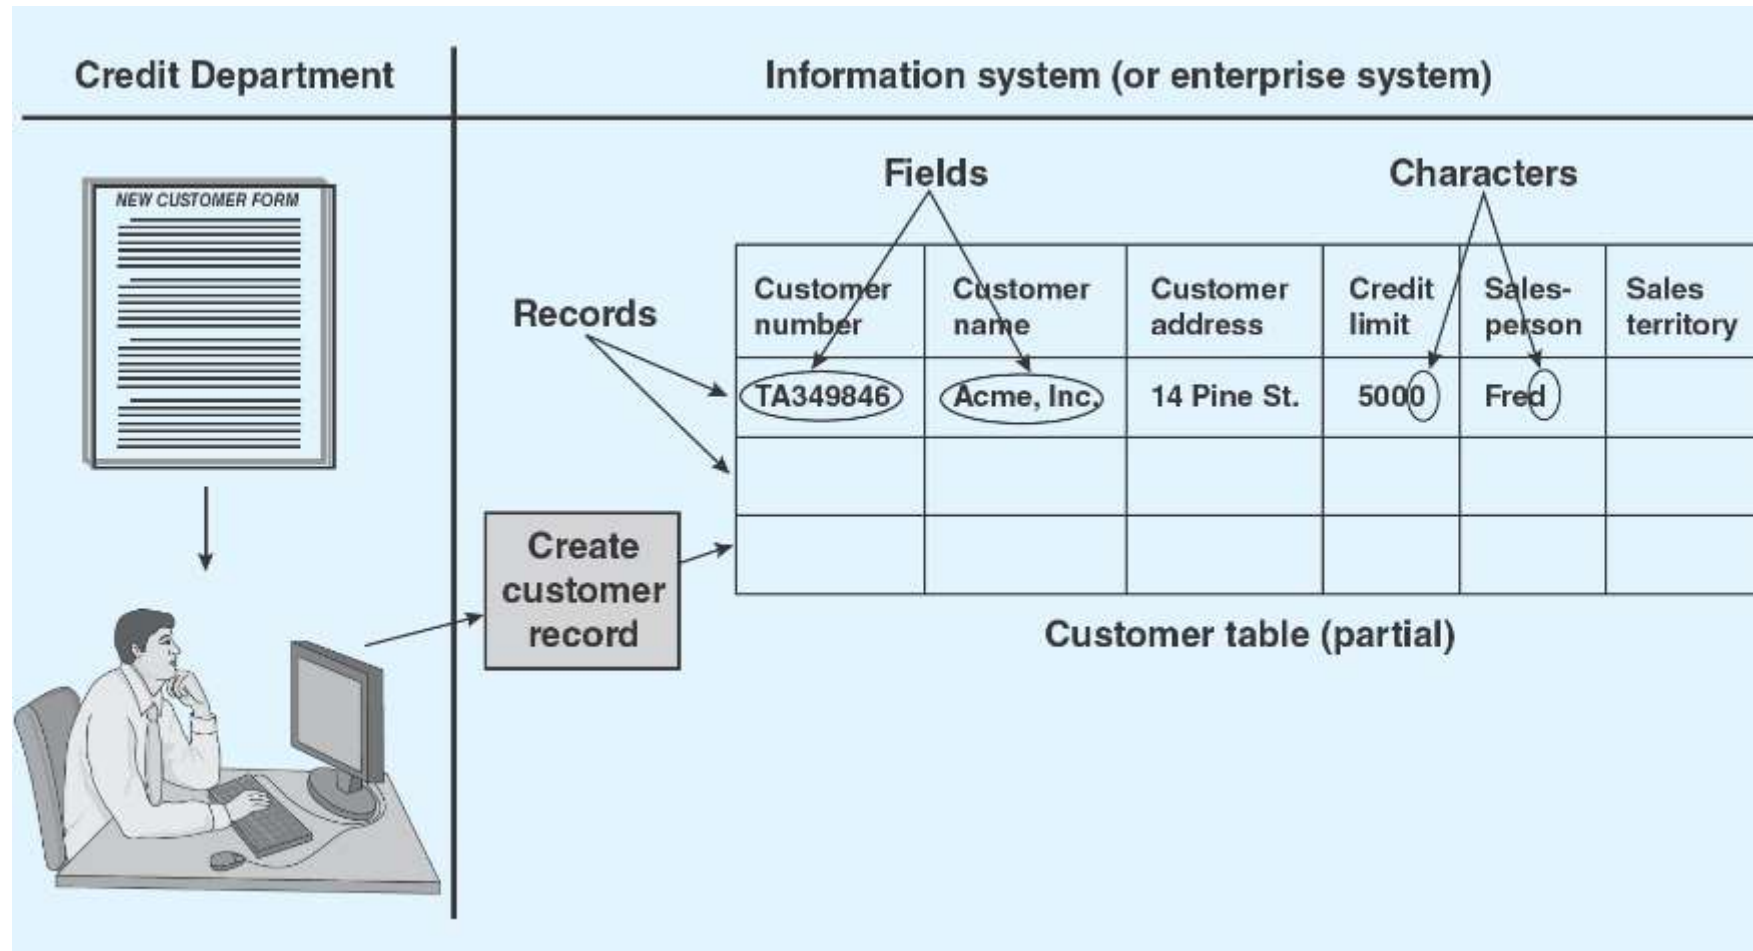 Credit Department
Information system (or enterprise system)
NEW CUSTOMER FORM
Fields
Characters
Records
Customer number
Customer name
Customer address
Credit limit
Sales-person
Sales territory
TA349846
Acme, Inc.
14 Pine St.
5000
Fred
Create
customer
record
Customer table (partial)